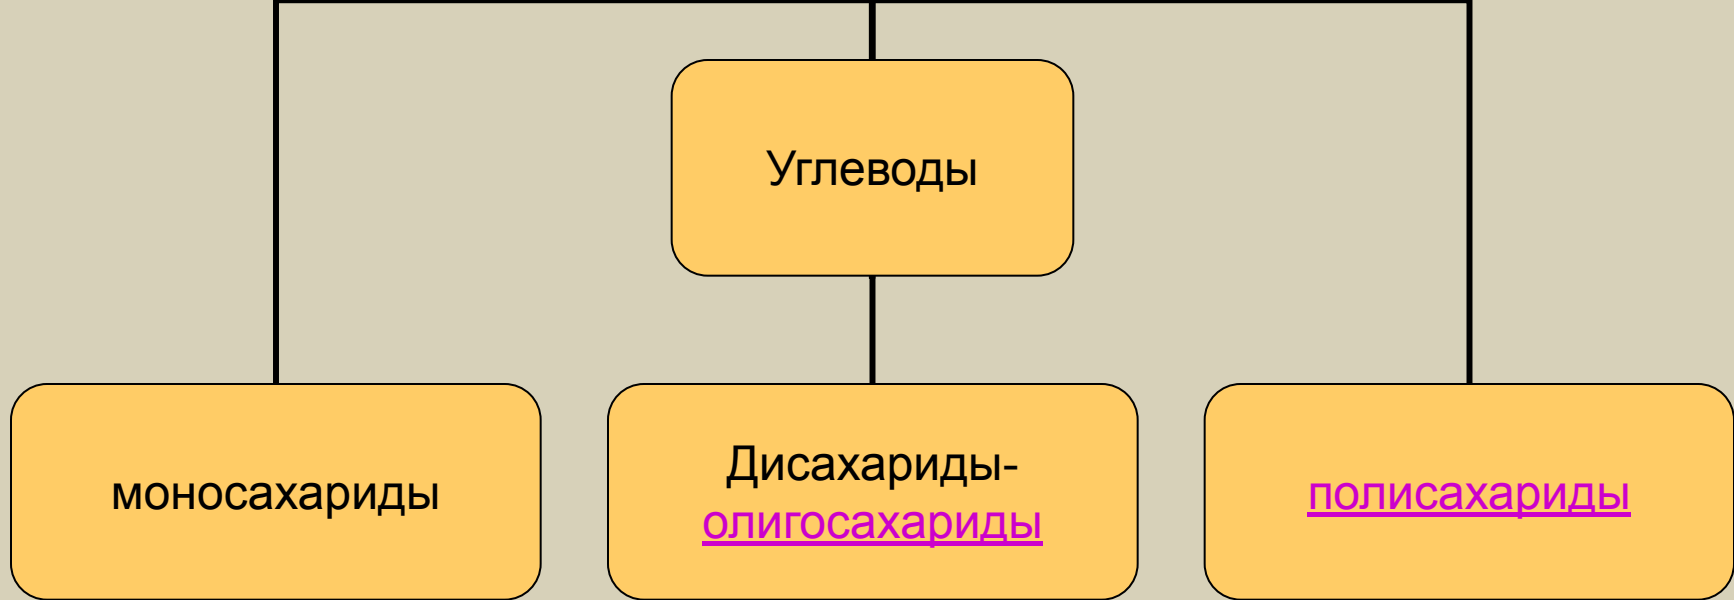 Углеводы
моносахариды
Дисахариды-
олигосахариды
полисахариды